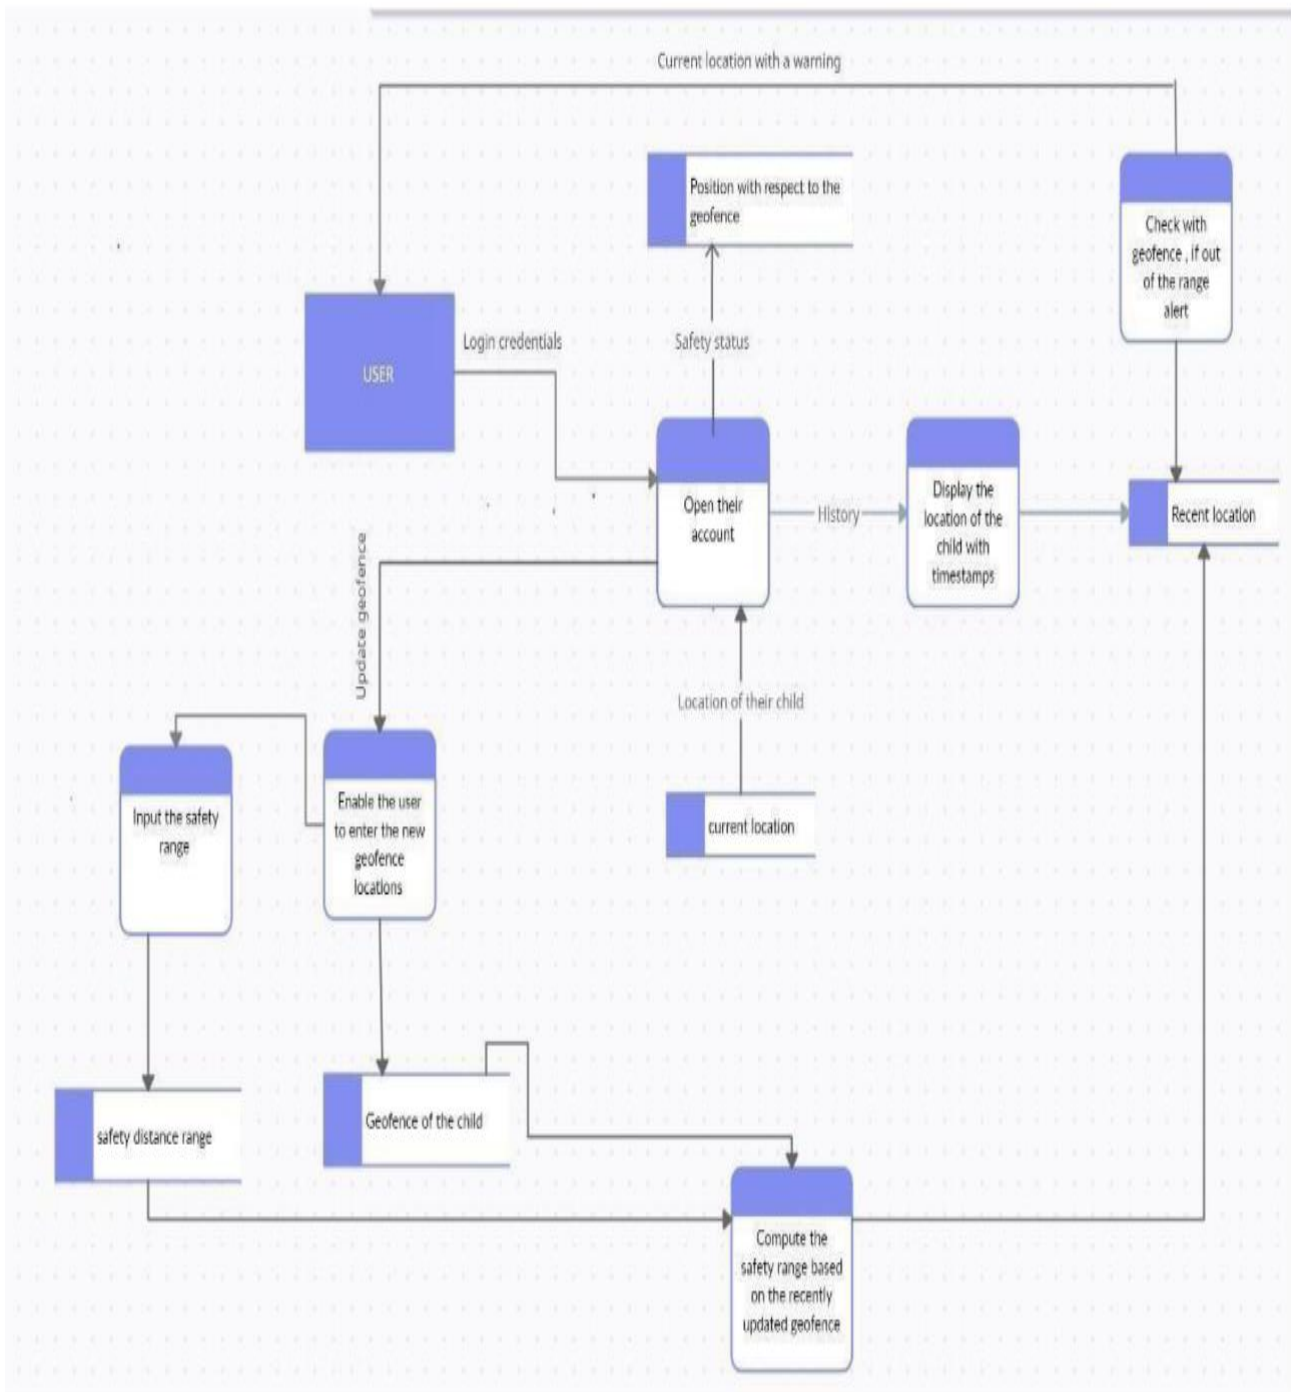 Current location with a warning
Position with respect to the
geofence
Check with
geofence , if out
of the range
alert
USER
Login credentials
Safety status
Open their
account
History
Display the
location of the
child with
timestamps
Recent location
Update geofence
Location of their child
Input the safety
range
Enable the user
to enter the new
geofence
locations
current location
safety distance range
Geofence of the child
Compute the
safety range based
on the recently
updated geofence